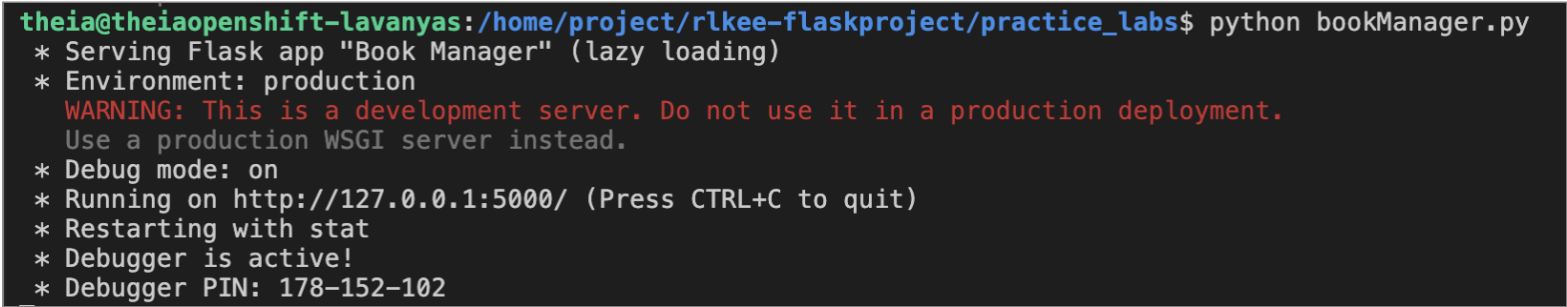 theia@theiaopenshift-lavanyas:/home/project/rlkee-flaskproject/practice_labs$ python bookManager.py
* Serving Flask app "Book Manager" (lazy loading)
* Environment: production
WARNING: This is a development server. Do not use it in a production deployment.
Use a production WSGI server instead.
* Debug mode: on
* Running on http://127.0.0.1:5000/ (Press CTRL+C to quit)
* Restarting with stat
* Debugger is active!
* Debugger PIN: 178-152-102